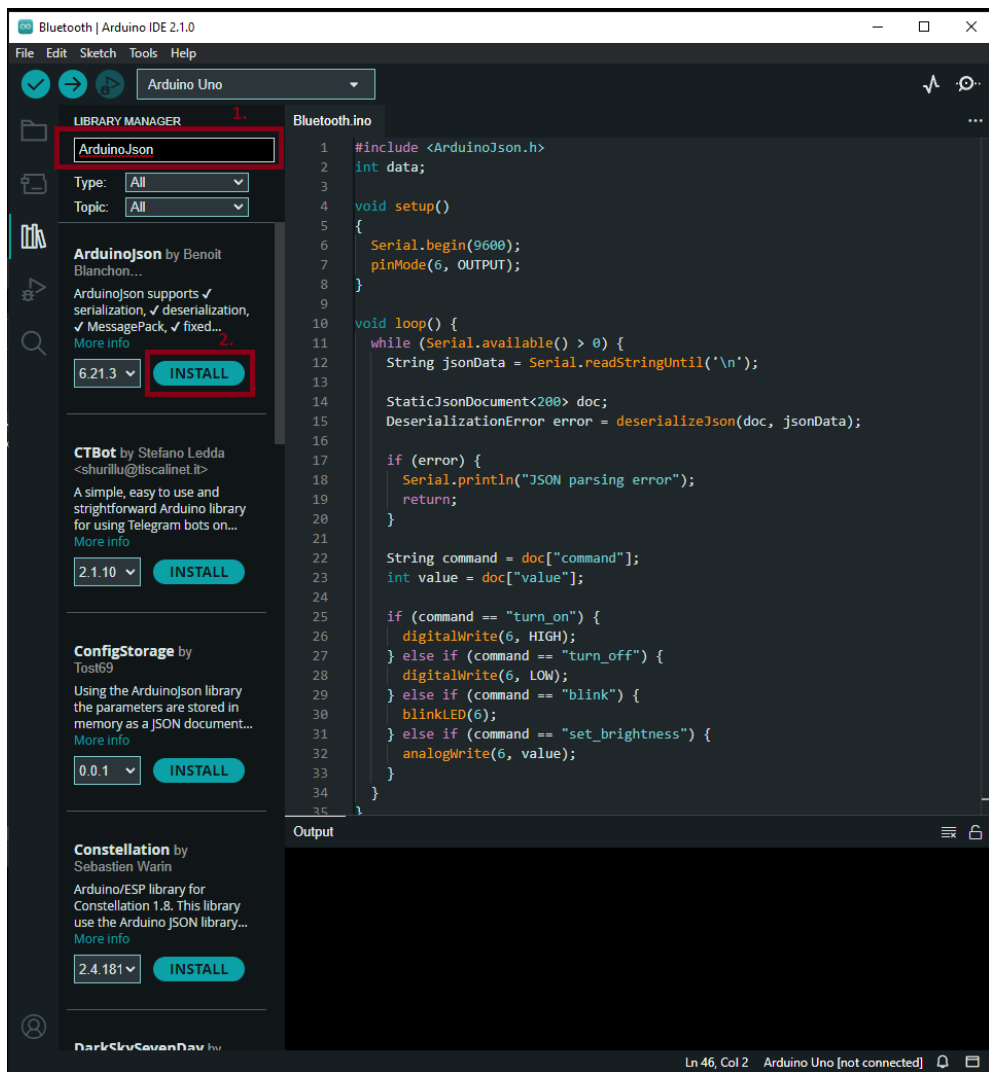 Bluetooth | Arduino IDE 2.1.0
File Edit Sketch Tools Help
Arduino Uno
LIBRARY MANAGER
1.
ArduinoJson
Type: All
Topic: All
ArduinoJson by Benoit
Blanchon...
ArduinoJson supports ✓
serialization, ✓ deserialization,
✓ MessagePack, ✓ fixed...
More info
2.
6.21.3 INSTALL
CTBot by Stefano Ledda
<shurillu@tiscalinet.it>
A simple, easy to use and
strightforward Arduino library
for using Telegram bots on...
More info
2.1.10 INSTALL
ConfigStorage by
Tost69
Using the ArduinoJson library
the parameters are stored in
memory as a JSON document...
More info
0.0.1 INSTALL
Constellation by
Sebastien Warin
Arduino/ESP library for
Constellation 1.8. This library
use the Arduino JSON library...
More info
2.4.181 INSTALL
DarkSkySevenDay by
Bluetooth.ino
...
1 #include <ArduinoJson.h>
2 int data;
3
4 void setup()
5 {
6 Serial.begin(9600);
7 pinMode(6, OUTPUT);
8 }
9
10 void loop() {
11 while (Serial.available() > 0) {
12 String jsonData = Serial.readStringUntil('\n');
13
14 StaticJsonDocument<200> doc;
15 DeserializationError error = deserializeJson(doc, jsonData);
16
17 if (error) {
18 Serial.println("JSON parsing error");
19 return;
20 }
21
22 String command = doc["command"];
23 int value = doc["value"];
24
25 if (command == "turn_on") {
26 digitalWrite(6, HIGH);
27 } else if (command == "turn_off") {
28 digitalWrite(6, LOW);
29 } else if (command == "blink") {
30 blinkLED(6);
31 } else if (command == "set_brightness") {
32 analogWrite(6, value);
33 }
34 }
35 }
Output
Ln 46, Col 2 Arduino Uno [not connected]